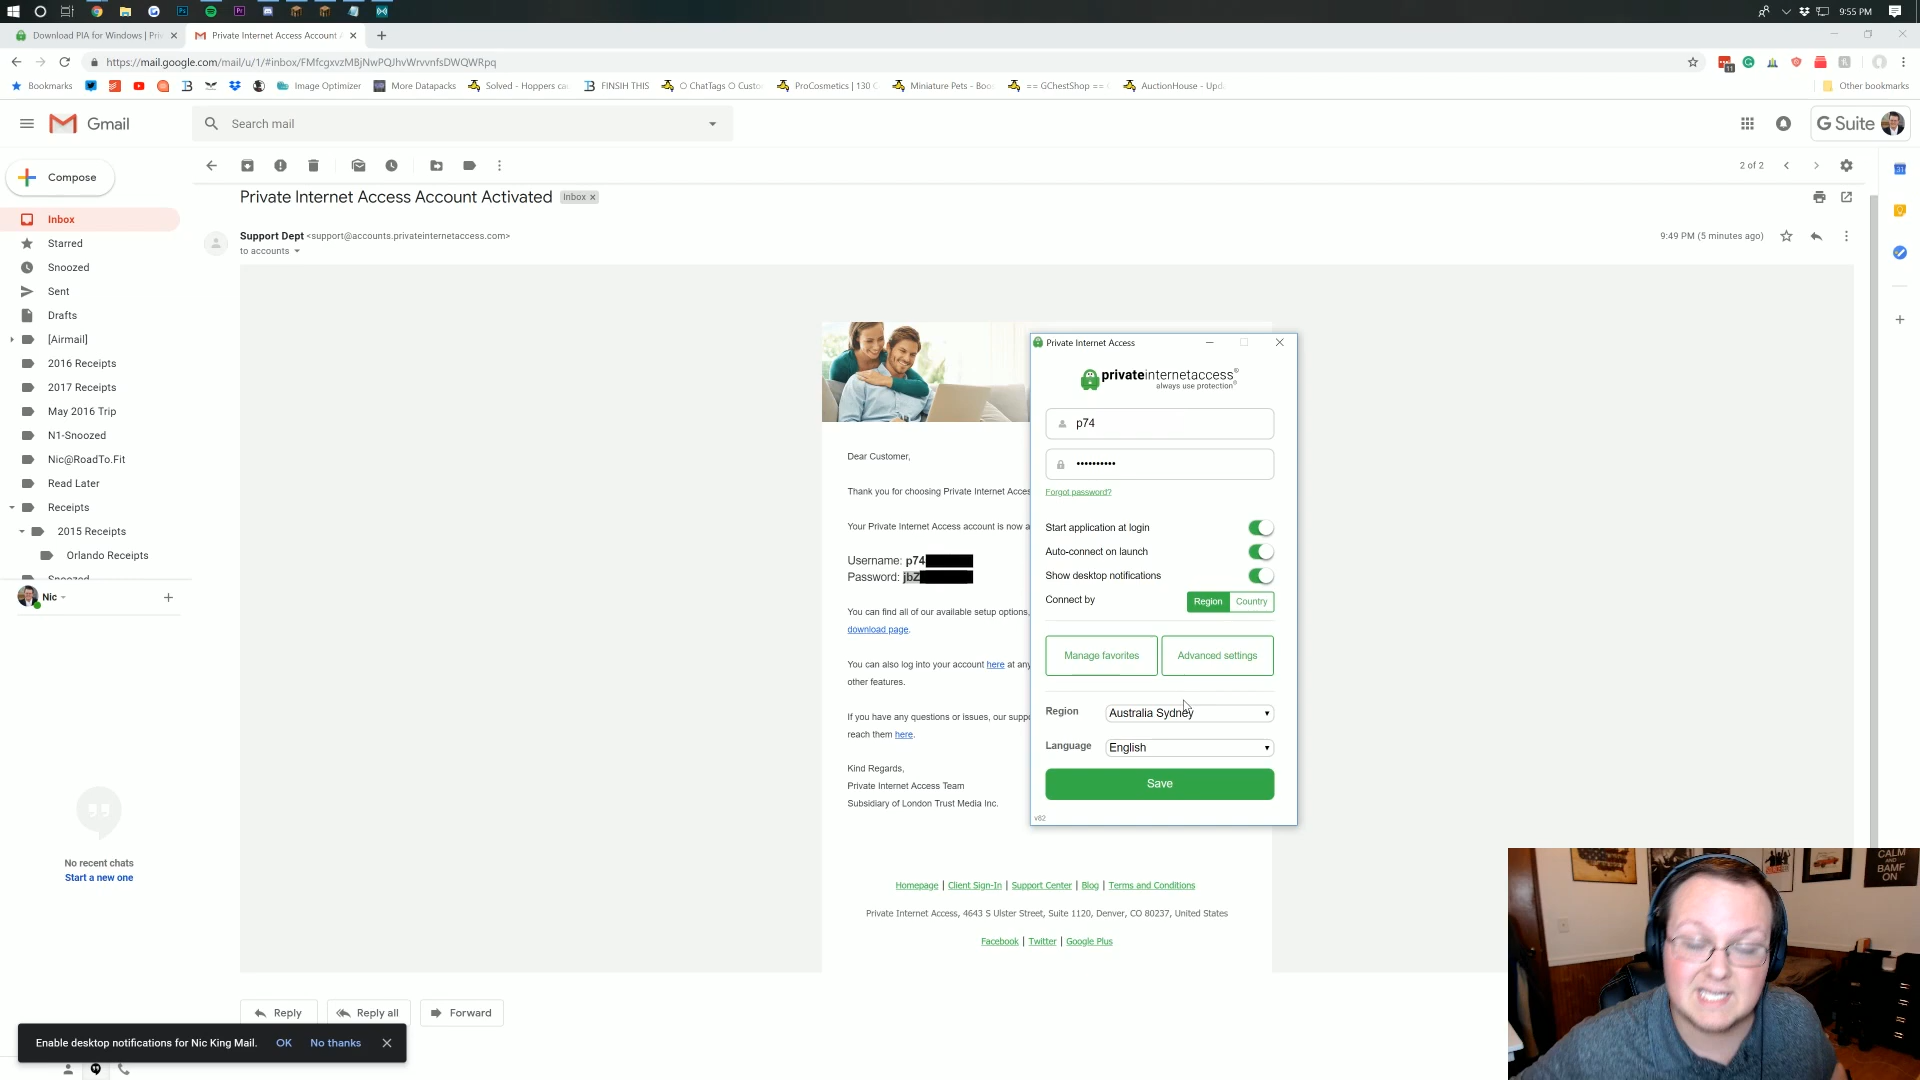 9:55 PM
Download PIA for Windows | Pri
Private Internet Access Account
https://mail.google.com/mail/u/1/#inbox/FMfcgxvzMBjNwPQJhvWrvvnfsDWQWRpq
Bookmarks
Image Optimizer
More Datapacks
Solved - Hoppers ca
FINSIH THIS
O ChatTags O Custo
ProCosmetics | 130 C
Miniature Pets - Boo
== GChestShop ==
AuctionHouse - Upd
Other bookmarks
Gmail
Search mail
G Suite
Compose
2 of 2
Private Internet Access Account Activated
Inbox x
Inbox
Starred
Snoozed
Sent
Drafts
[Airmail]
2016 Receipts
2017 Receipts
May 2016 Trip
N1-Snoozed
Nic@RoadTo.Fit
Read Later
Receipts
2015 Receipts
Orlando Receipts
Snoozed
Nic
No recent chats
Start a new one
Support Dept <support@accounts.privateinternetaccess.com>
to accounts
9:49 PM (5 minutes ago)
Dear Customer,
Thank you for choosing Private Internet Acces
Your Private Internet Access account is now a
Username: p74
Password: jbZ
You can find all of our available setup options,
download page.
You can also log into your account here at any
other features.
If you have any questions or issues, our suppo
reach them here.
Kind Regards,
Private Internet Access Team
Subsidiary of London Trust Media Inc.
Homepage | Client Sign-In | Support Center | Blog | Terms and Conditions
Private Internet Access, 4643 S Ulster Street, Suite 1120, Denver, CO 80237, United States
Facebook | Twitter | Google Plus
Private Internet Access
privateinternetaccess®
always use protection®
p74
••••••••••
Forgot password?
Start application at login
Auto-connect on launch
Show desktop notifications
Connect by
Region
Country
Manage favorites
Advanced settings
Region
Australia Sydney
Language
English
Save
v82
Reply
Reply all
Forward
Enable desktop notifications for Nic King Mail.
OK
No thanks
CALM
AND
BAMF
ON